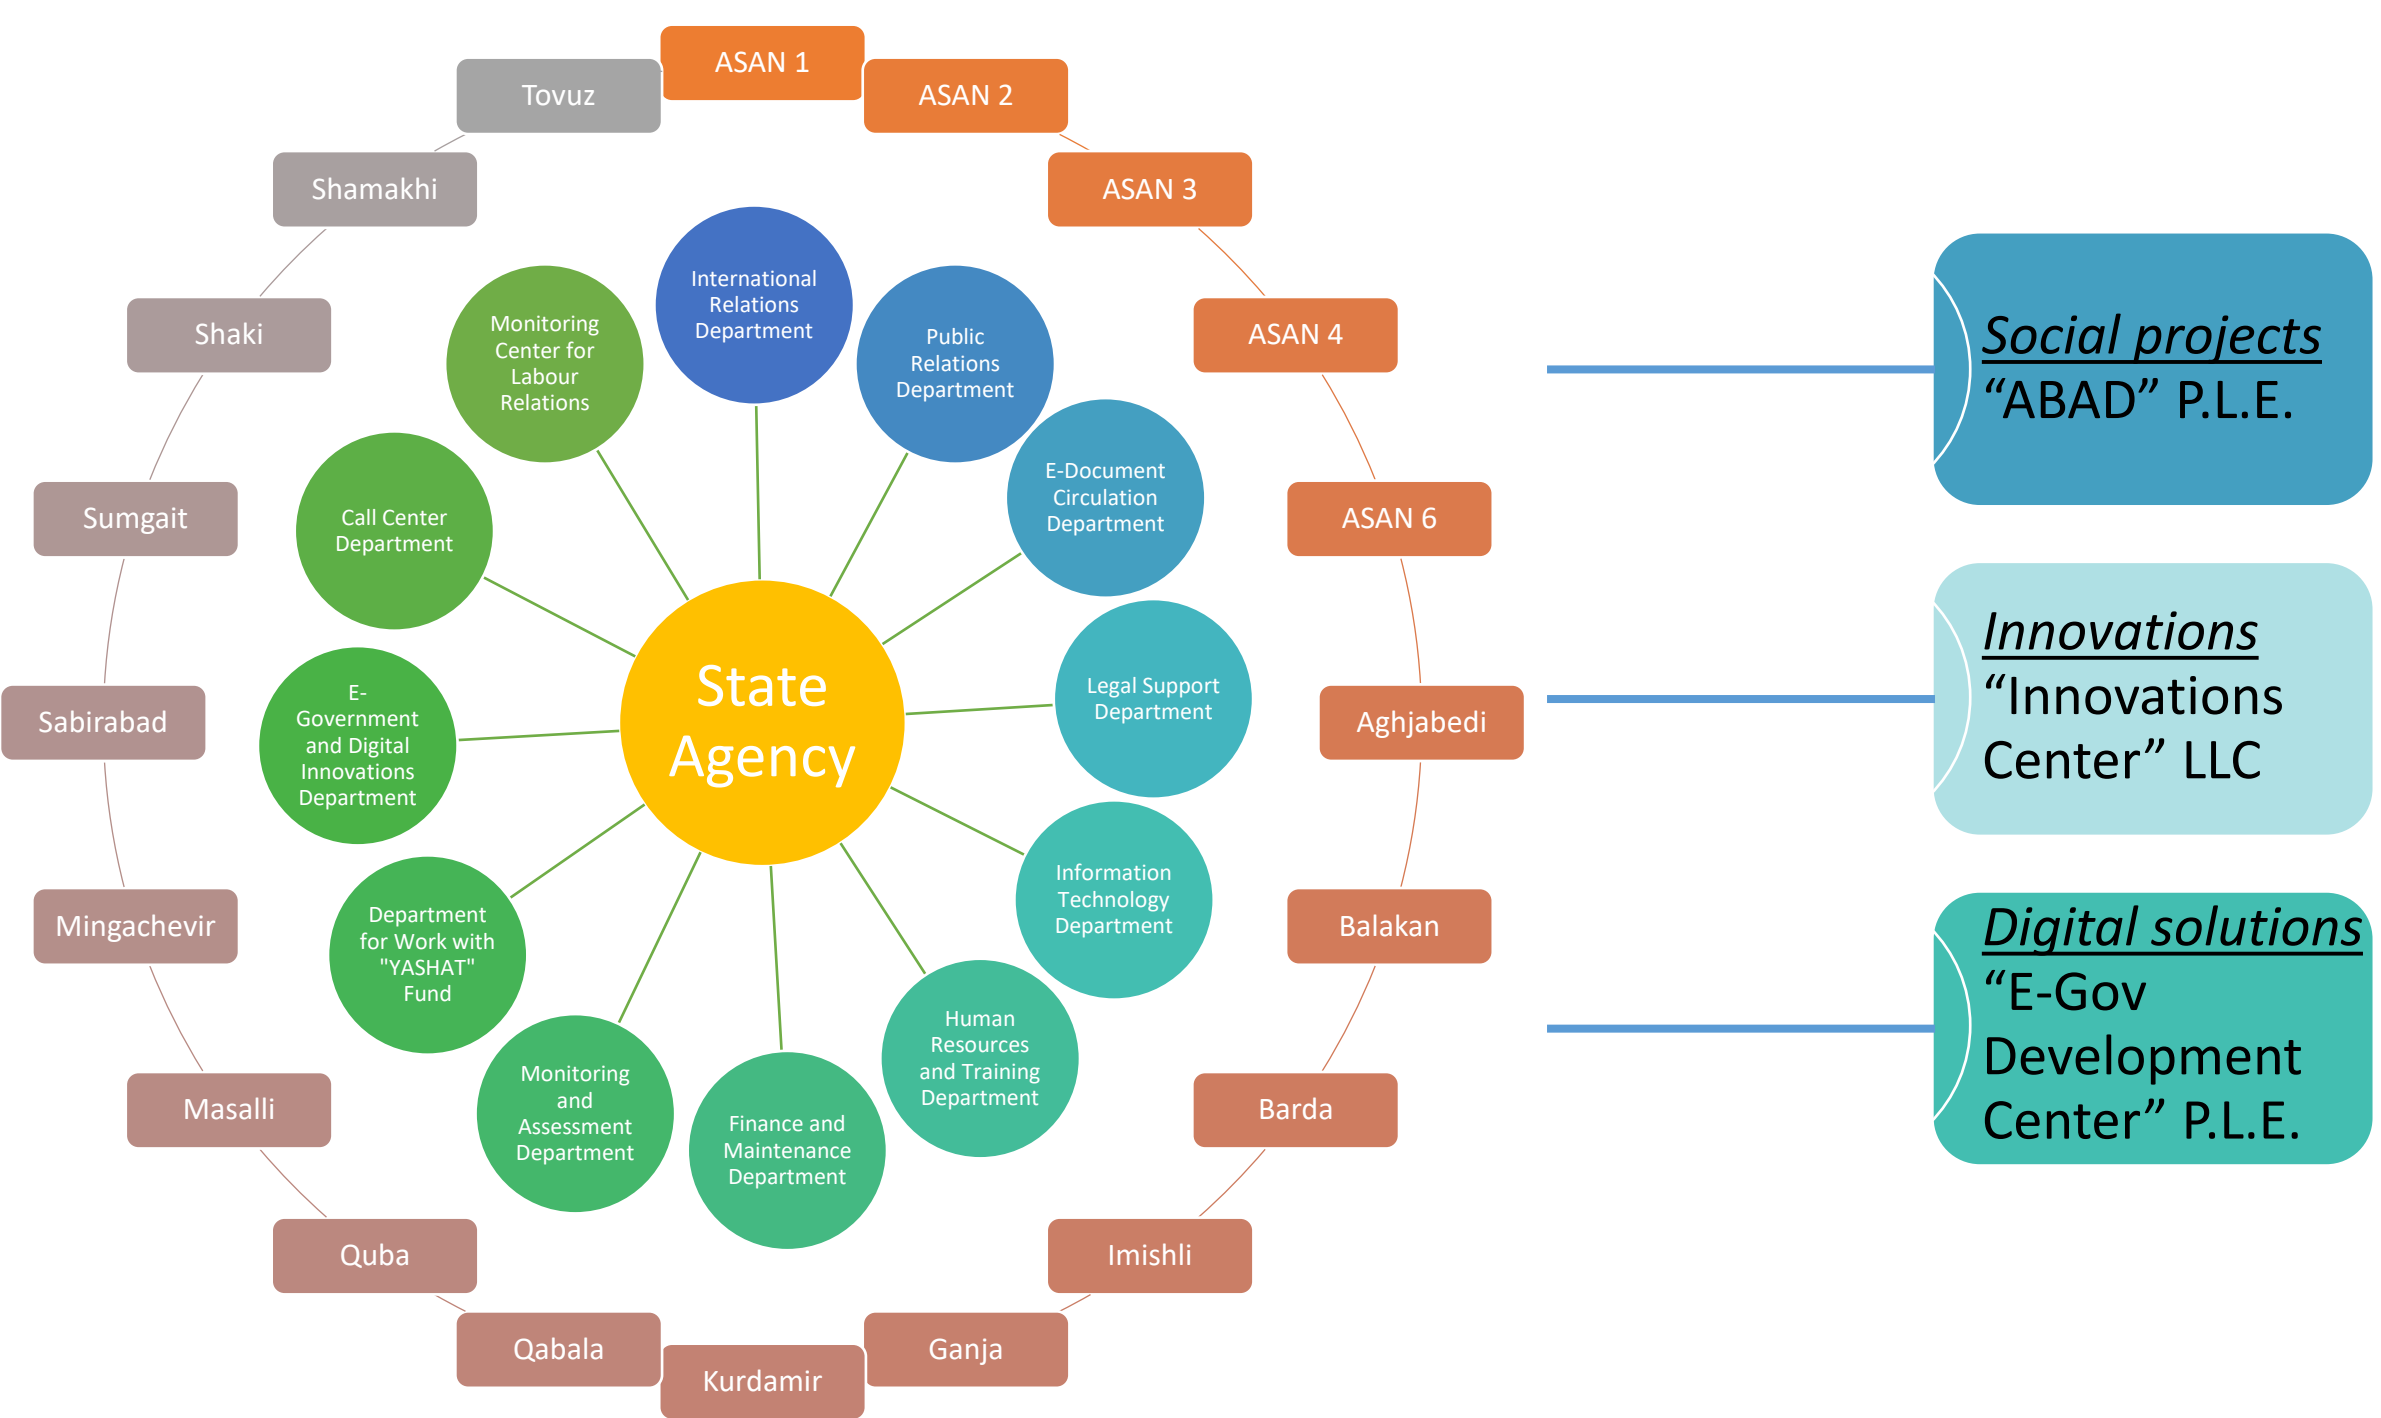 ASAN 1
ASAN 2
ASAN 3
ASAN 4
ASAN 6
Aghjabedi
Balakan
Barda
Imishli
Ganja
Kurdamir
Qabala
Quba
Masalli
Mingachevir
Sabirabad
Sumgait
Shaki
Shamakhi
Tovuz
State
Agency
International
Relations
Department
Public
Relations
Department
E-Document
Circulation
Department
Legal Support
Department
Information
Technology
Department
Human
Resources
and Training
Department
Finance and
Maintenance
Department
Monitoring
and
Assessment
Department
Department
for Work with
"YASHAT"
Fund
E-
Government
and Digital
Innovations
Department
Call Center
Department
Monitoring
Center for
Labour
Relations
Social projects
“ABAD” P.L.E.
Innovations
“Innovations
Center” LLC
Digital solutions
“E-Gov
Development
Center” P.L.E.